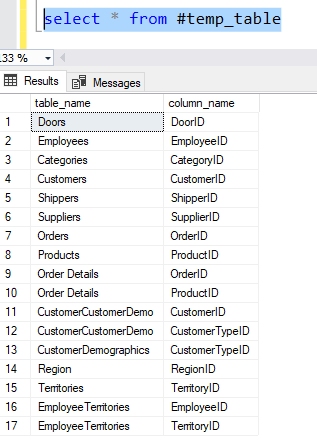 select * from #temp_table
133 %
Results Messages
table_name column_name
1 Doors DoorID
2 Employees EmployeeID
3 Categories CategoryID
4 Customers CustomerID
5 Shippers ShipperID
6 Suppliers SupplierID
7 Orders OrderID
8 Products ProductID
9 Order Details OrderID
10 Order Details ProductID
11 CustomerCustomerDemo CustomerID
12 CustomerCustomerDemo CustomerTypeID
13 CustomerDemographics CustomerTypeID
14 Region RegionID
15 Territories TerritoryID
16 EmployeeTerritories EmployeeID
17 EmployeeTerritories TerritoryID